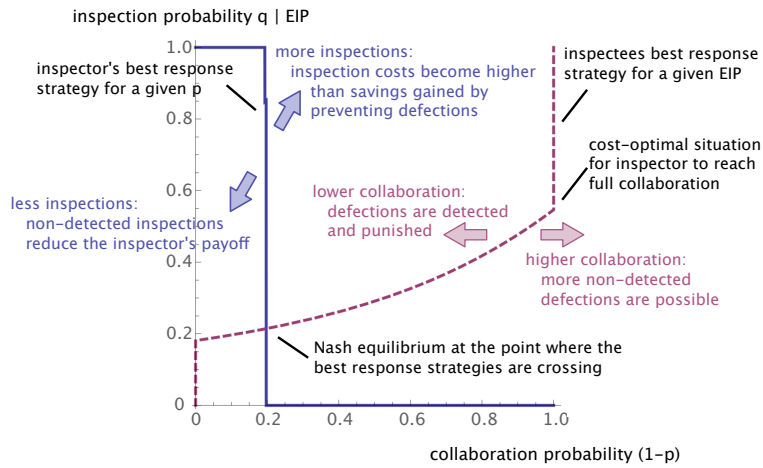 inspection probability q | EIP
1.0
0.8
0.6
0.4
0.2
0
inspector's best response
strategy for a given p
more inspections:
inspection costs become higher
than savings gained by
preventing defections
inspectees best response
strategy for a given EIP
cost-optimal situation
for inspector to reach
full collaboration
less inspections:
non-detected inspections
reduce the inspector's payoff
lower collaboration:
defections are detected
and punished
higher collaboration:
more non-detected
defections are possible
Nash equilibrium at the point where the
best response strategies are crossing
0
0.2
0.4
0.6
0.8
1.0
collaboration probability (1-p)